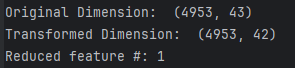 Original Dimension:  (4953, 43)
Transformed Dimension:  (4953, 42)
Reduced feature #: 1